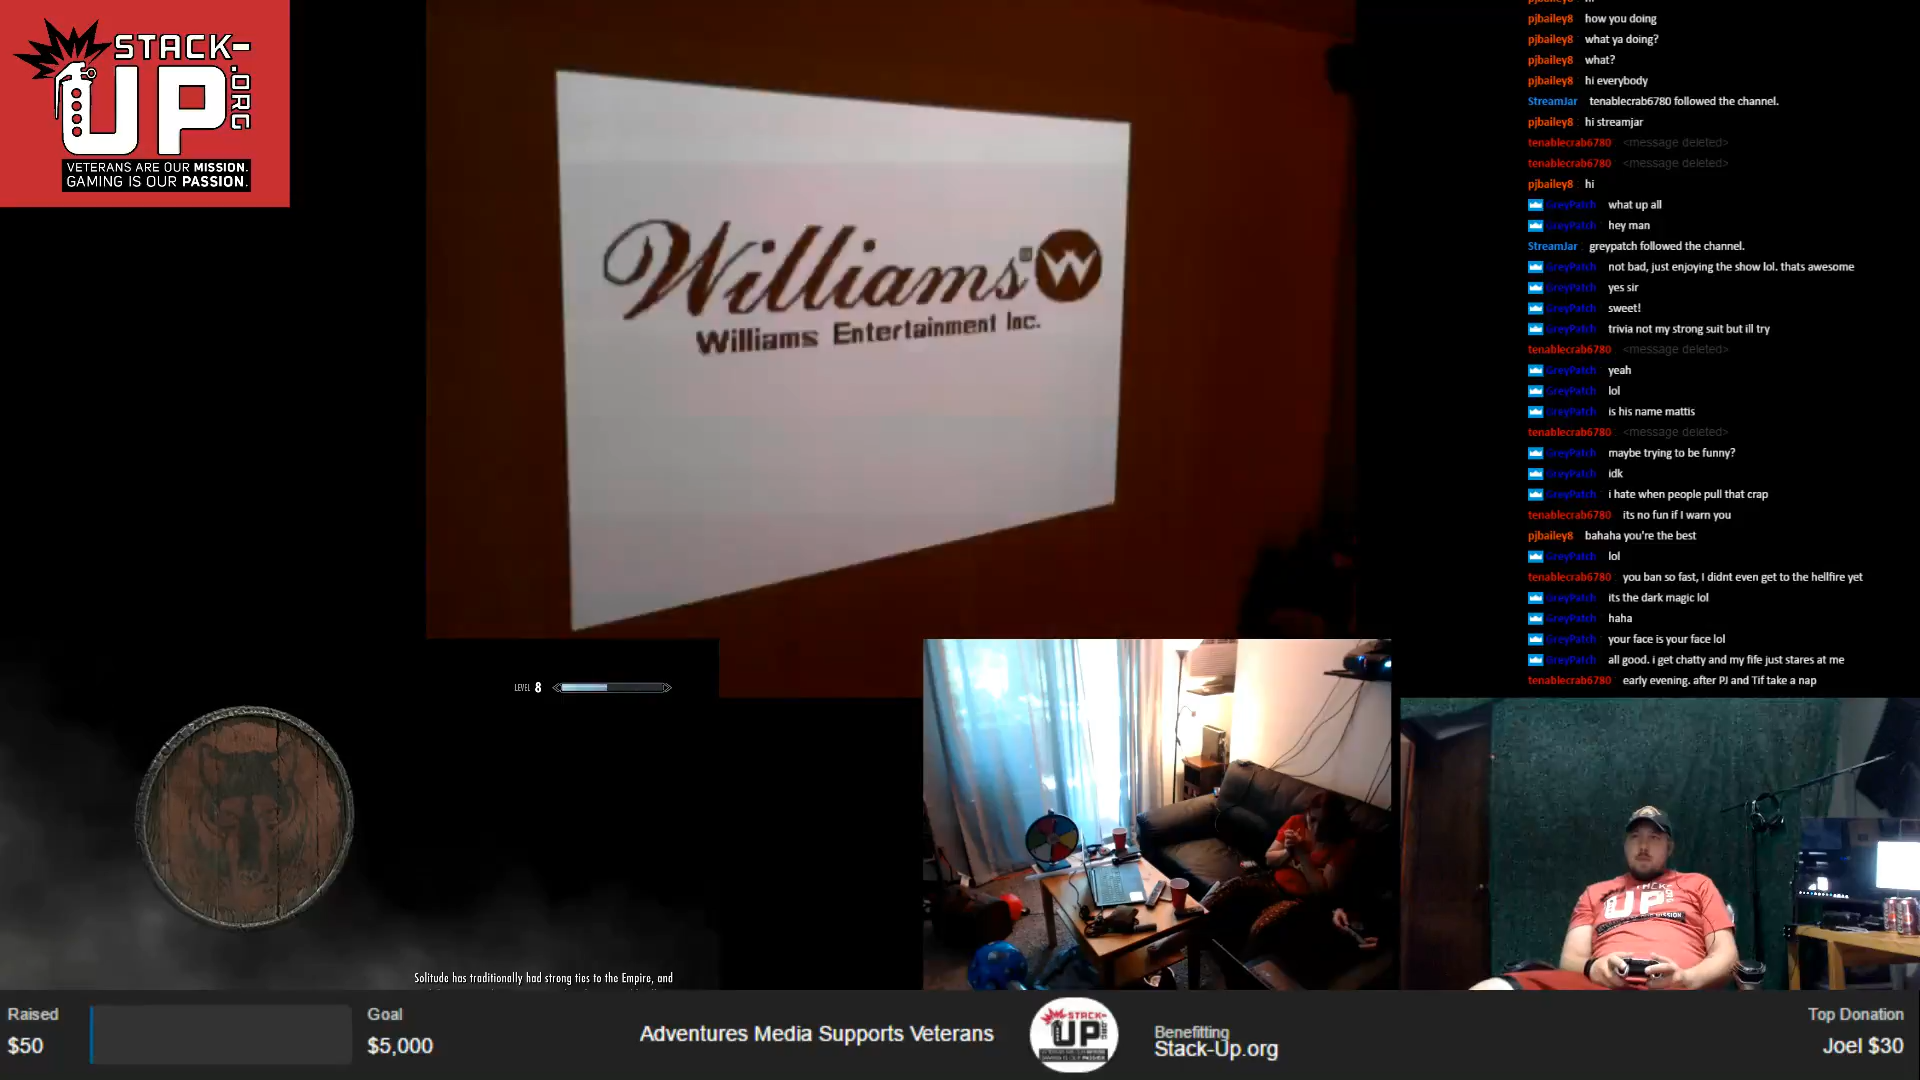 STACK-
UP
.ORG
VETERANS ARE OUR MISSION.
GAMING IS OUR PASSION.
Williams® W
Williams Entertainment Inc.
pjbailey8 how you doing
pjbailey8 what ya doing?
pjbailey8 what?
pjbailey8 hi everybody
StreamJar tenablecrab6780 followed the channel.
pjbailey8 hi streamjar
tenablecrab6780 <message deleted>
tenablecrab6780 <message deleted>
pjbailey8 hi
GreyPatch what up all
GreyPatch hey man
StreamJar greypatch followed the channel.
GreyPatch not bad, just enjoying the show lol. thats awesome
GreyPatch yes sir
GreyPatch sweet!
GreyPatch trivia not my strong suit but ill try
tenablecrab6780 <message deleted>
GreyPatch yeah
GreyPatch lol
GreyPatch is his name mattis
tenablecrab6780 <message deleted>
GreyPatch maybe trying to be funny?
GreyPatch idk
GreyPatch i hate when people pull that crap
tenablecrab6780 its no fun if I warn you
pjbailey8 bahaha you're the best
GreyPatch lol
tenablecrab6780 you ban so fast, I didnt even get to the hellfire yet
GreyPatch its the dark magic lol
GreyPatch haha
GreyPatch your face is your face lol
GreyPatch all good. i get chatty and my fife just stares at me
tenablecrab6780 early evening. after PJ and Tif take a nap
LEVEL 8
Solitude has traditionally had strong ties to the Empire, and
STACK-
UP
MISSION
Raised
$50
Goal
$5,000
Adventures Media Supports Veterans
STACK-
UP
Benefitting
Stack-Up.org
Top Donation
Joel $30